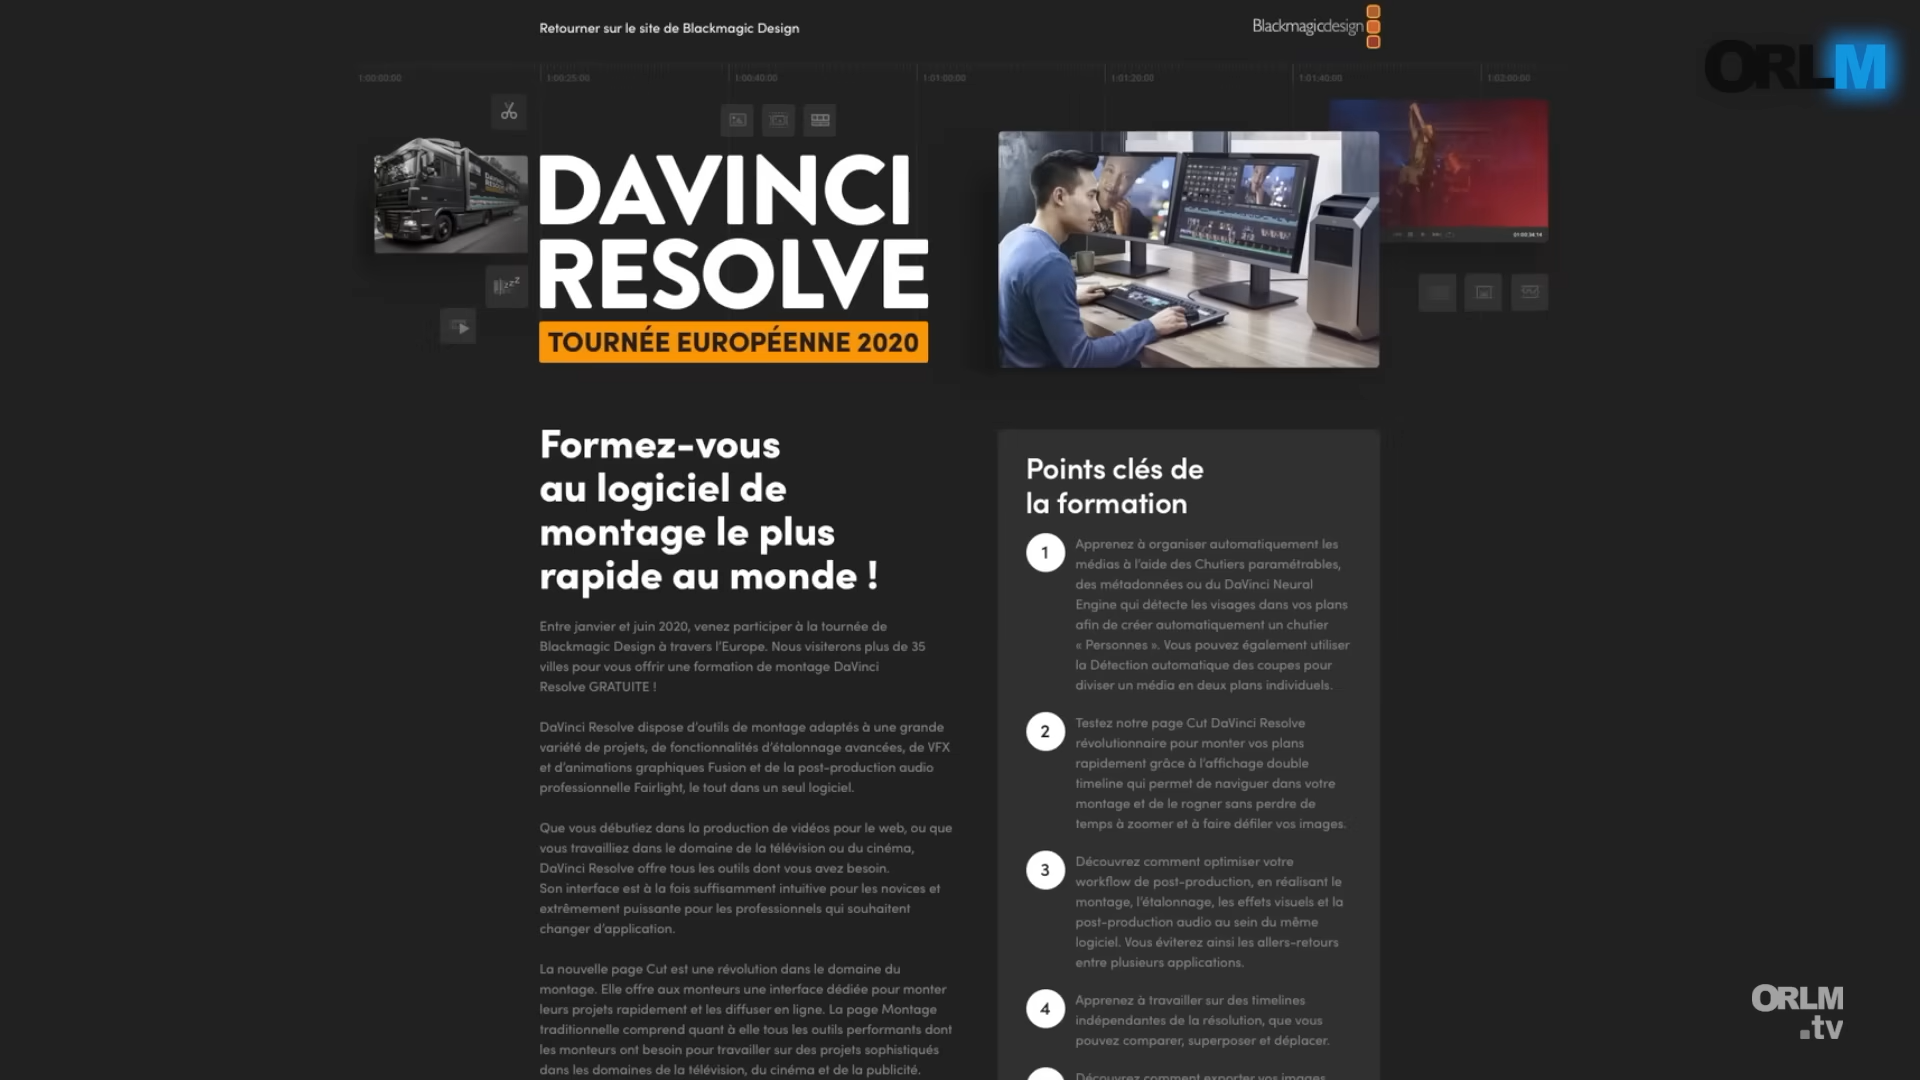 Retourner sur le site de Blackmagic Design
Blackmagicdesign
ORLM
1:00:00:00
1:00:25:00
1:00:40:00
1:01:00:00
1:01:20:00
1:01:40:00
1:02:00:00
DAVINCI
RESOLVE
TOURNÉE EUROPÉENNE 2020
DAVINCI
RESOLVE
01:00:34:14
Formez-vous
au logiciel de
montage le plus
rapide au monde !
Entre janvier et juin 2020, venez participer à la tournée de
Blackmagic Design à travers l'Europe. Nous visiterons plus de 35
villes pour vous offrir une formation de montage DaVinci
Resolve GRATUITE !
DaVinci Resolve dispose d'outils de montage adaptés à une grande
variété de projets, de fonctionnalités d'étalonnage avancées, de VFX
et d'animations graphiques Fusion et de la post-production audio
professionnelle Fairlight, le tout dans un seul logiciel.
Que vous débutiez dans la production de vidéos pour le web, ou que
vous travailliez dans le domaine de la télévision ou du cinéma,
DaVinci Resolve offre tous les outils dont vous avez besoin.
Son interface est à la fois suffisamment intuitive pour les novices et
extrêmement puissante pour les professionnels qui souhaitent
changer d'application.
La nouvelle page Cut est une révolution dans le domaine du
montage. Elle offre aux monteurs une interface dédiée pour monter
leurs projets rapidement et les diffuser en ligne. La page Montage
traditionnelle comprend quant à elle tous les outils performants dont
les monteurs ont besoin pour travailler sur des projets sophistiqués
dans les domaines de la télévision, du cinéma et de la publicité.
Points clés de
la formation
1
Apprenez à organiser automatiquement les
médias à l'aide des Chutiers paramétrables,
des métadonnées ou du DaVinci Neural
Engine qui détecte les visages dans vos plans
afin de créer automatiquement un chutier
« Personnes ». Vous pouvez également utiliser
la Détection automatique des coupes pour
diviser un média en deux plans individuels.
2
Testez notre page Cut DaVinci Resolve
révolutionnaire pour monter vos plans
rapidement grâce à l'affichage double
timeline qui permet de naviguer dans votre
montage et de le rogner sans perdre de
temps à zoomer et à faire défiler vos images.
3
Découvrez comment optimiser votre
workflow de post-production, en réalisant le
montage, l'étalonnage, les effets visuels et la
post-production audio au sein du même
logiciel. Vous éviterez ainsi les allers-retours
entre plusieurs applications.
4
Apprenez à travailler sur des timelines
indépendantes de la résolution, que vous
pouvez comparer, superposer et déplacer.
Découvrez comment exporter vos images
ORLM
.tv